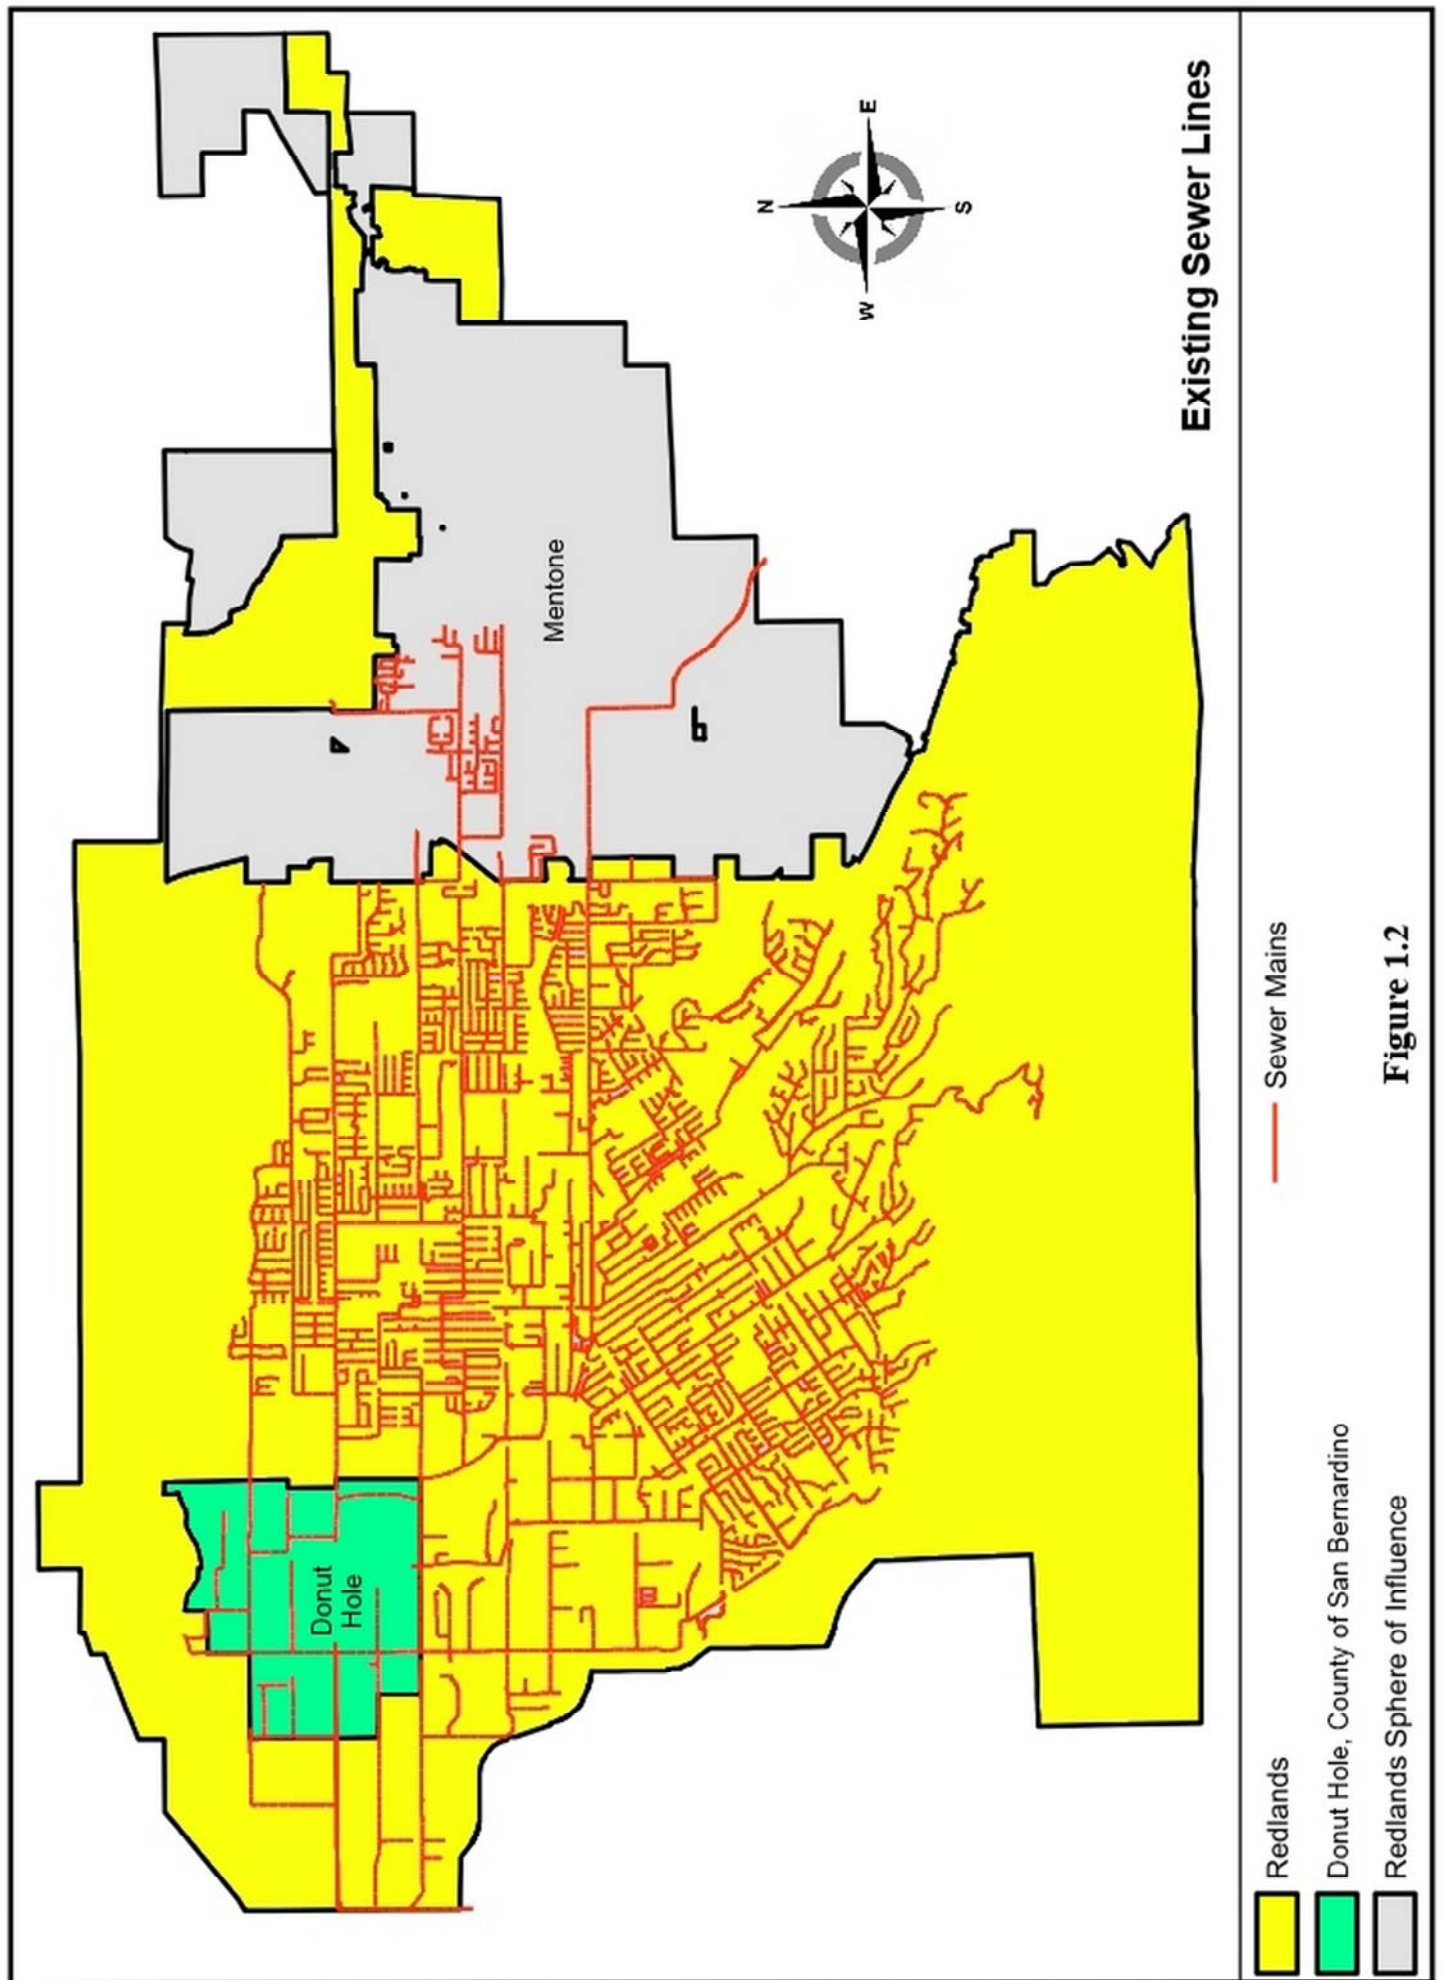 Mentone
Donut
Hole
N
W
E
S
Existing Sewer Lines
Redlands
Sewer Mains
Donut Hole, County of San Bernardino
Redlands Sphere of Influence
Figure 1.2